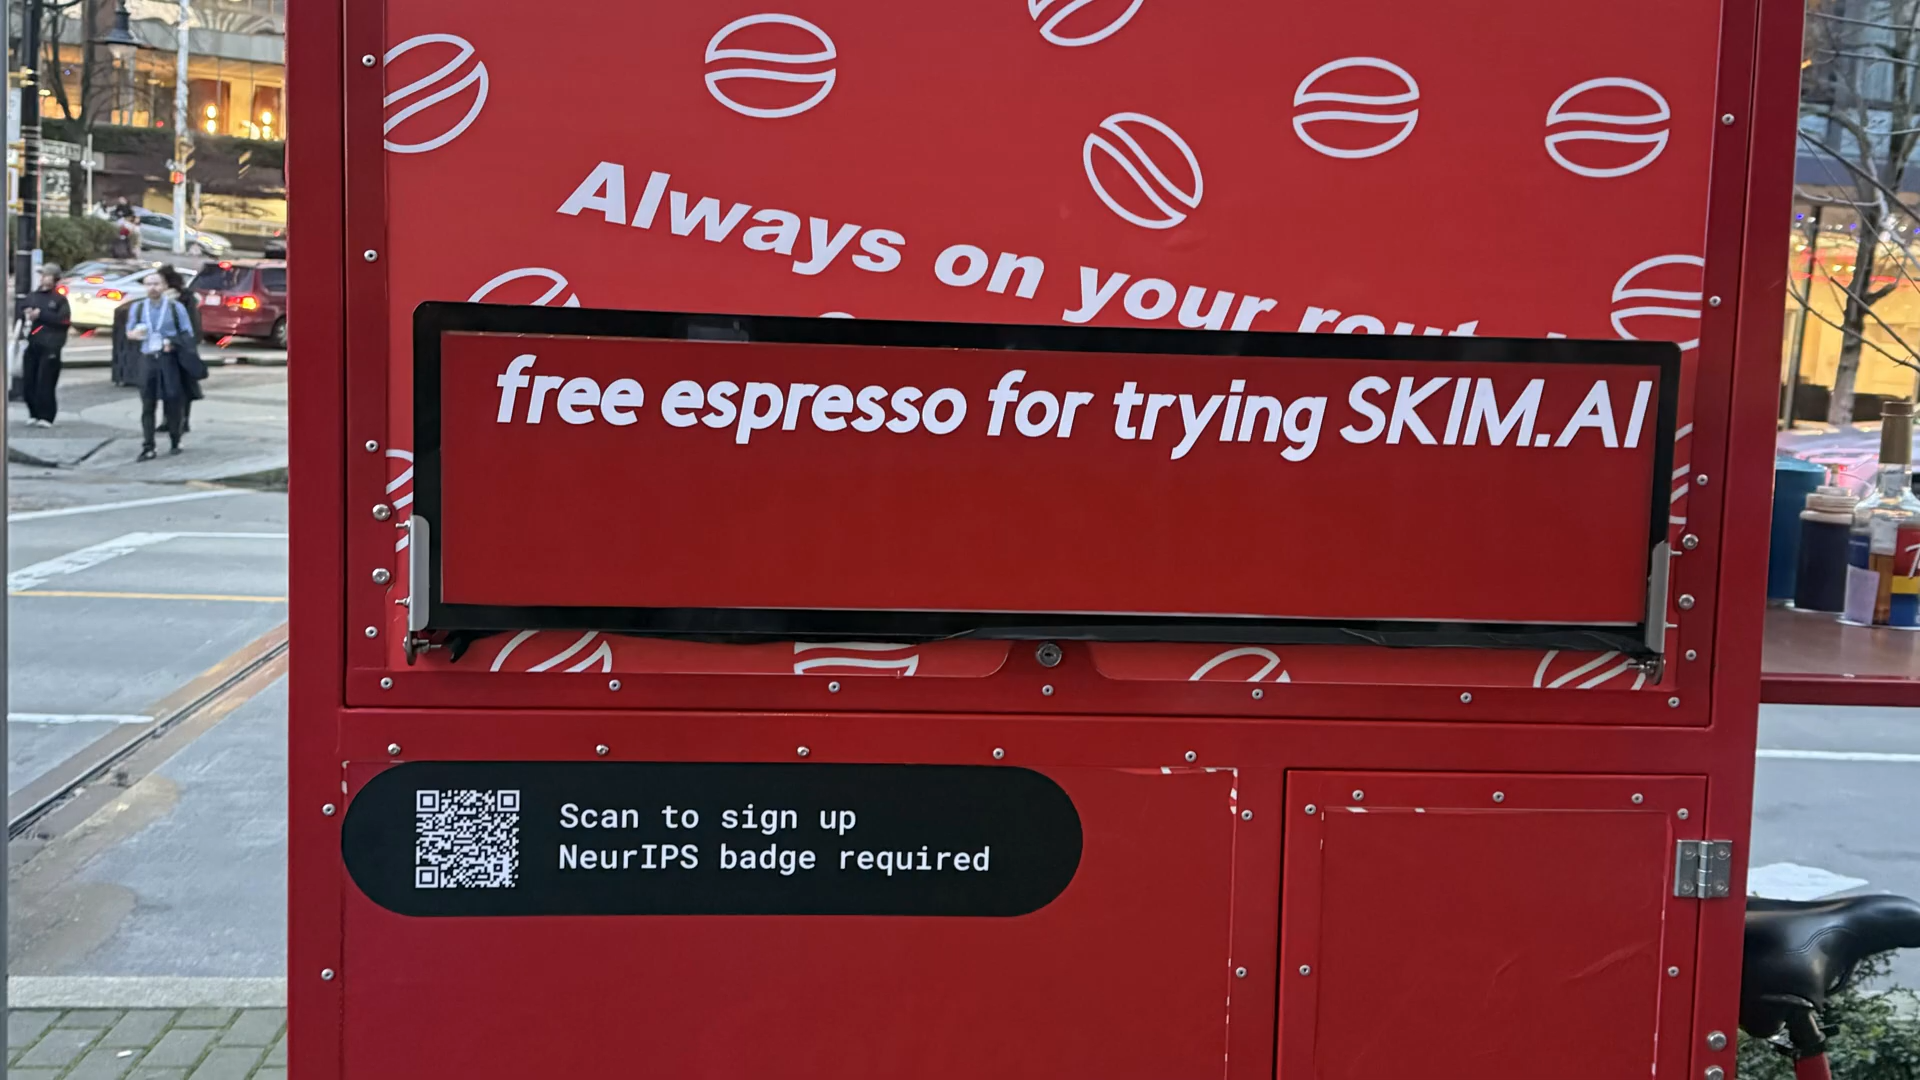 Always on your
free espresso for trying SKIM.AI
Scan to sign up
NeurIPS badge required